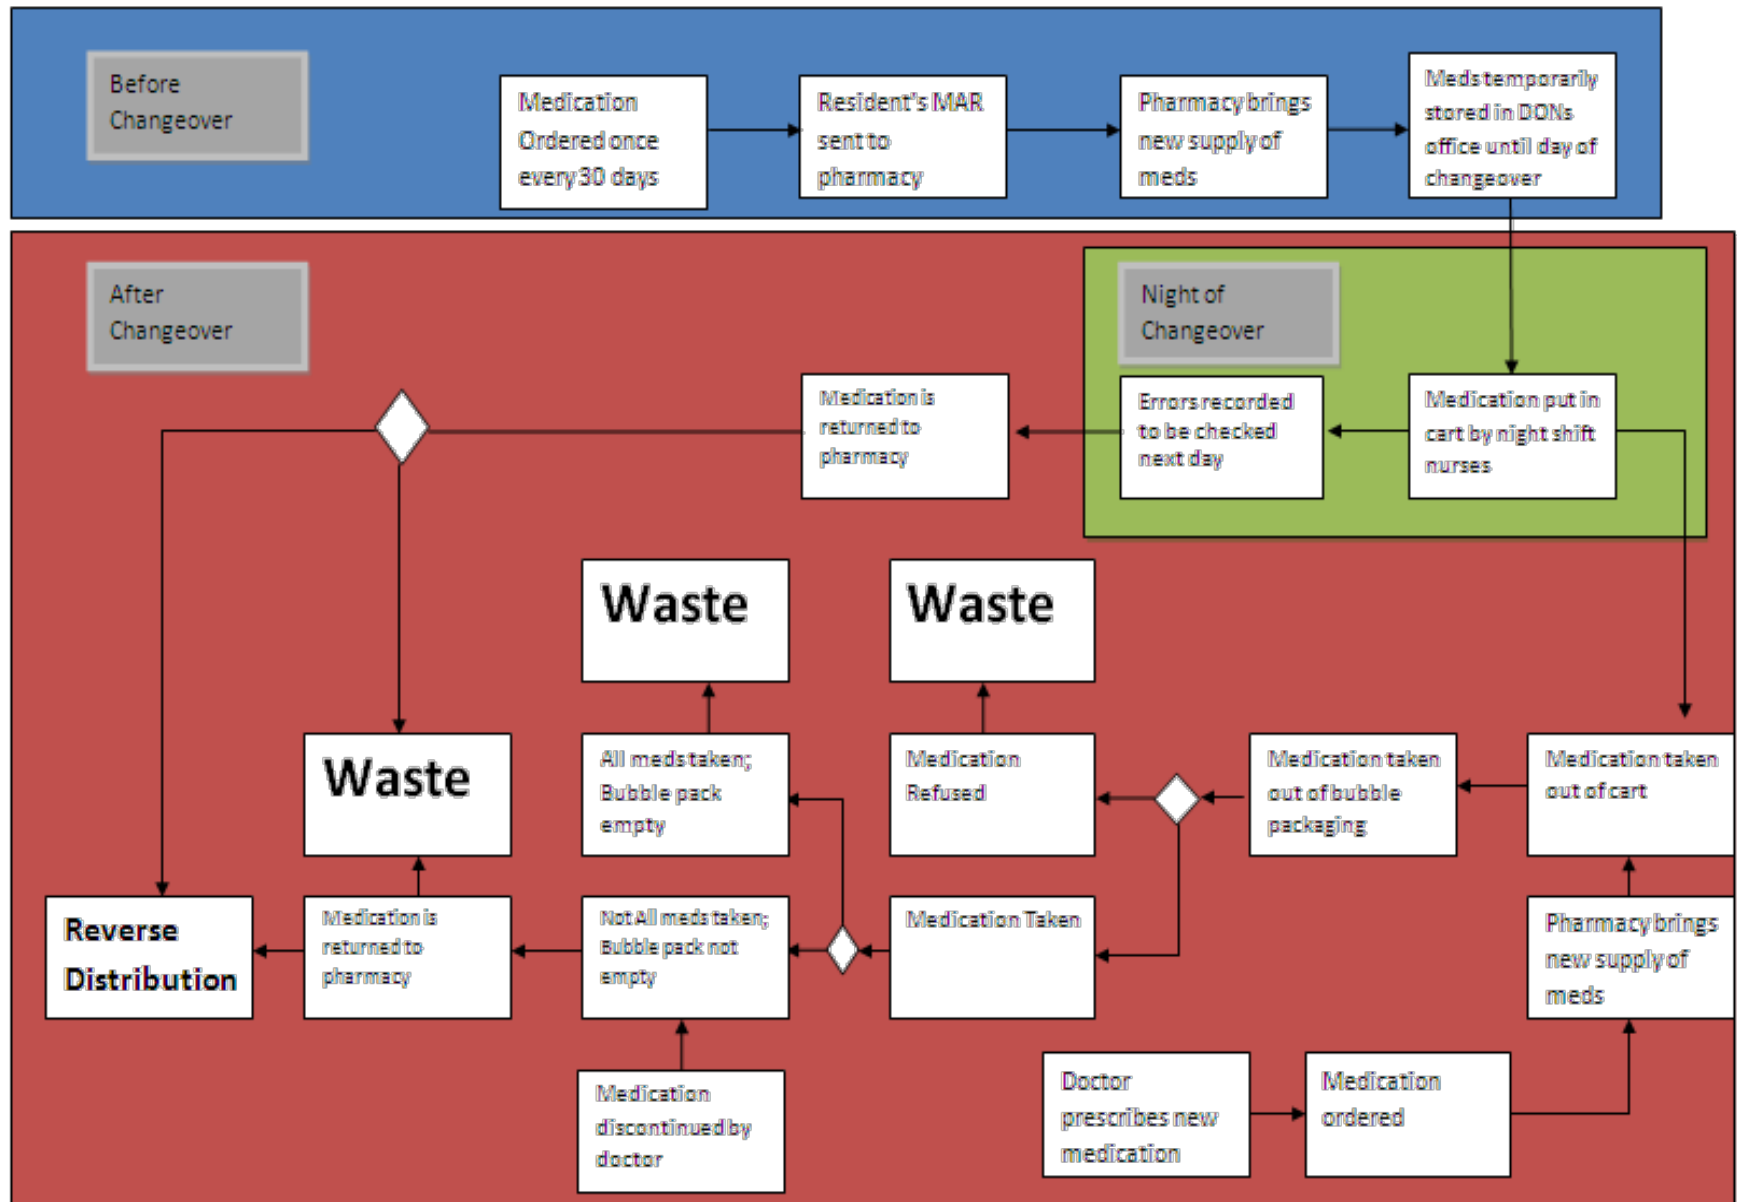 Before
Changeover
Medication
Ordered once
every 30 days
Resident's MAR
sent to
pharmacy
Pharmacy brings
new supply of
meds
Meds temporarily
stored in DONs
office until day of
changeover
After
Changeover
Night of
Changeover
Medication is
returned to
pharmacy
Errors recorded
to be checked
next day
Medication put in
cart by night shift
nurses
Waste
Waste
Waste
All meds taken;
Bubble pack
empty
Medication
Refused
Medication taken
out of bubble
packaging
Medication taken
out of cart
Reverse
Distribution
Medication is
returned to
pharmacy
Not All meds taken;
Bubble pack not
empty
Medication Taken
Pharmacy brings
new supply of
meds
Medication
discontinued by
doctor
Doctor
prescribes new
medication
Medication
ordered